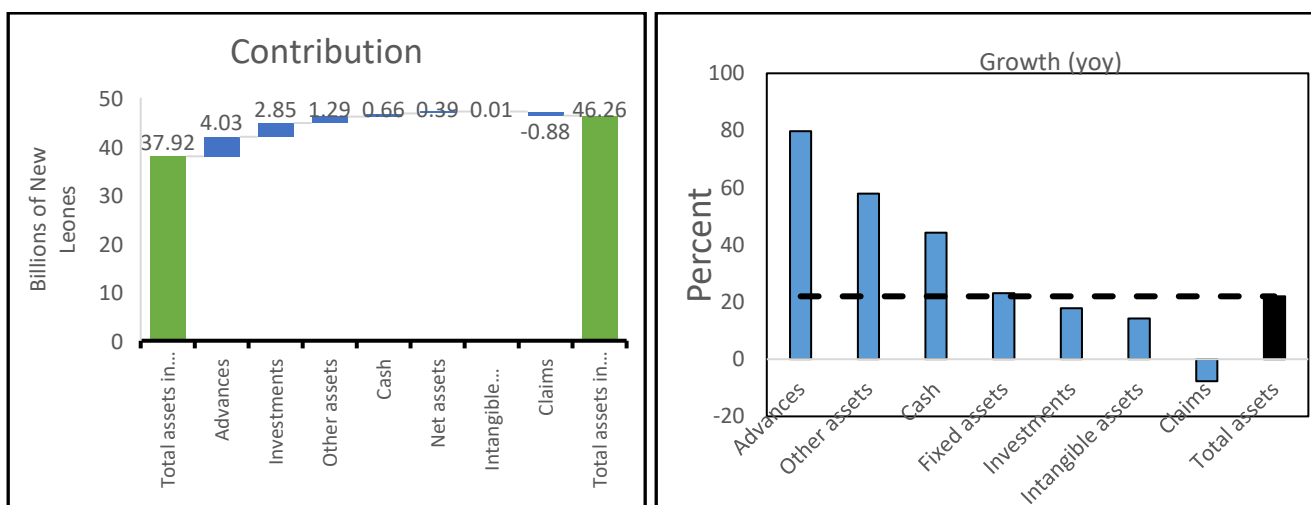 Contribution
Billions of New
Leones
50
40
30
20
10
0
37.92
4.03
2.85
1.29
0.66
0.39
0.01
-0.88
46.26
Total assets in...
Advances
Investments
Other assets
Cash
Net assets
Intangible...
Claims
Total assets in...
Growth (yoy)
Percent
100
80
60
40
20
0
-20
Advances
Other assets
Cash
Fixed assets
Investments
Intangible assets
Claims
Total assets